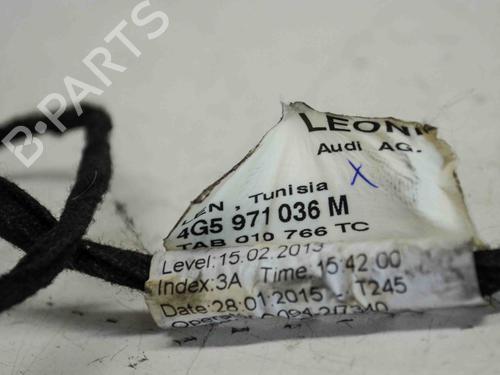 B-PARTS
LEONI
Audi AG.
X
LEN , Tunisia
4G5 971 036 M
TAB 010 766 TC
Level:15.02.2013
Index:3A Time:15:42:00
Date:28.01.2015 - T245